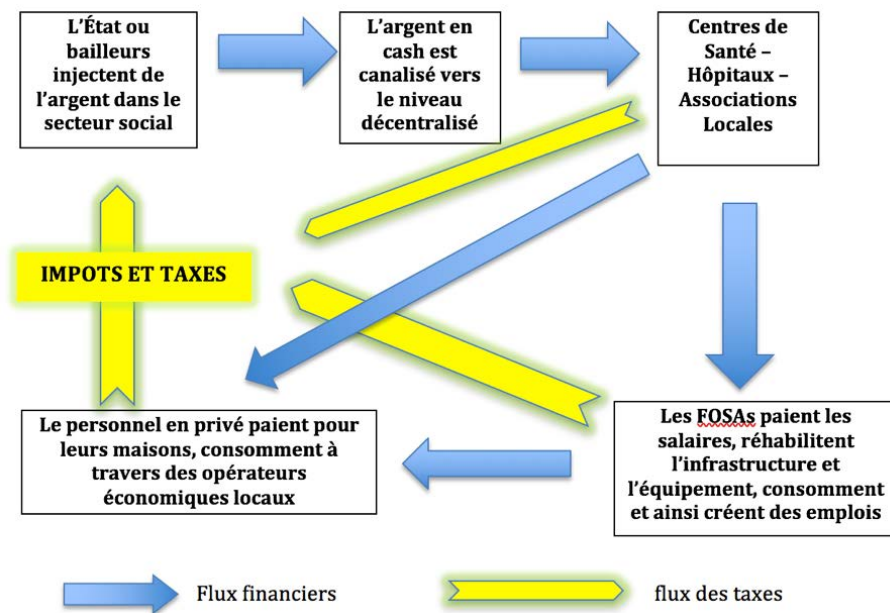 L’État ou
bailleurs
injectent de
l’argent dans le
secteur social
L’argent en
cash est
canalisé vers
le niveau
décentralisé
Centres de
Santé –
Hôpitaux –
Associations
Locales
IMPOTS ET TAXES
Le personnel en privé paient pour
leurs maisons, consomment à
travers des opérateurs
économiques locaux
Les FOSAs paient les
salaires, réhabilitent
l’infrastructure et
l’équipement, consomment
et ainsi créent des emplois
Flux financiers
flux des taxes